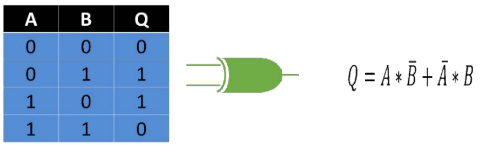 A B Q
0 0 0
0 1 1
1 0 1
1 1 0
Q = A * B̄ + Ā * B